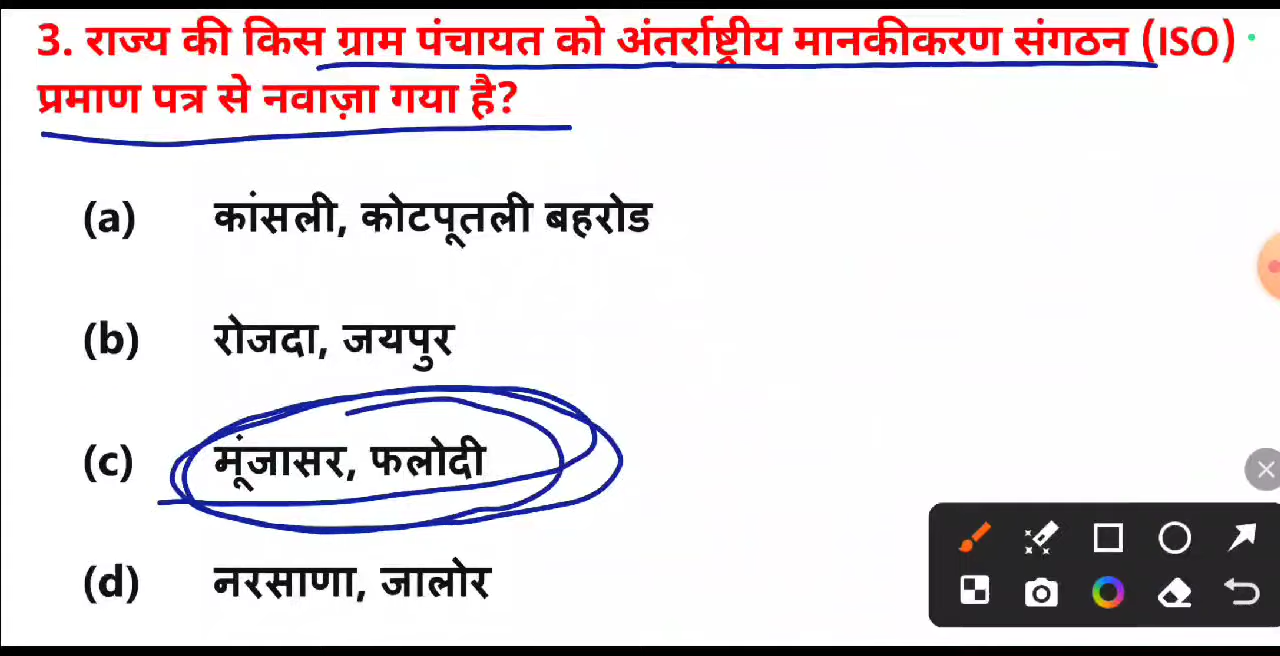 3. राज्य की किस ग्राम पंचायत को अंतर्राष्ट्रीय मानकीकरण संगठन (ISO)
प्रमाण पत्र से नवाज़ा गया है?
(a) कांसली, कोटपूतली बहरोड
(b) रोजदा, जयपुर
(c) मूंजासर, फलोदी
(d) नरसाणा, जालोर